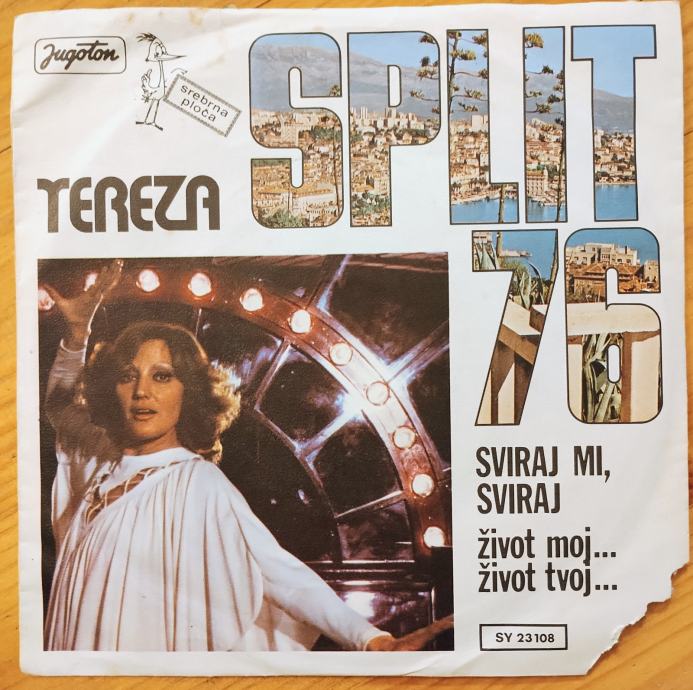 Jugoton
srebrna
ploča
SPLIT
TEREZA
76
SVIRAJ MI,
SVIRAJ
život moj...
život tvoj...
SY 23108